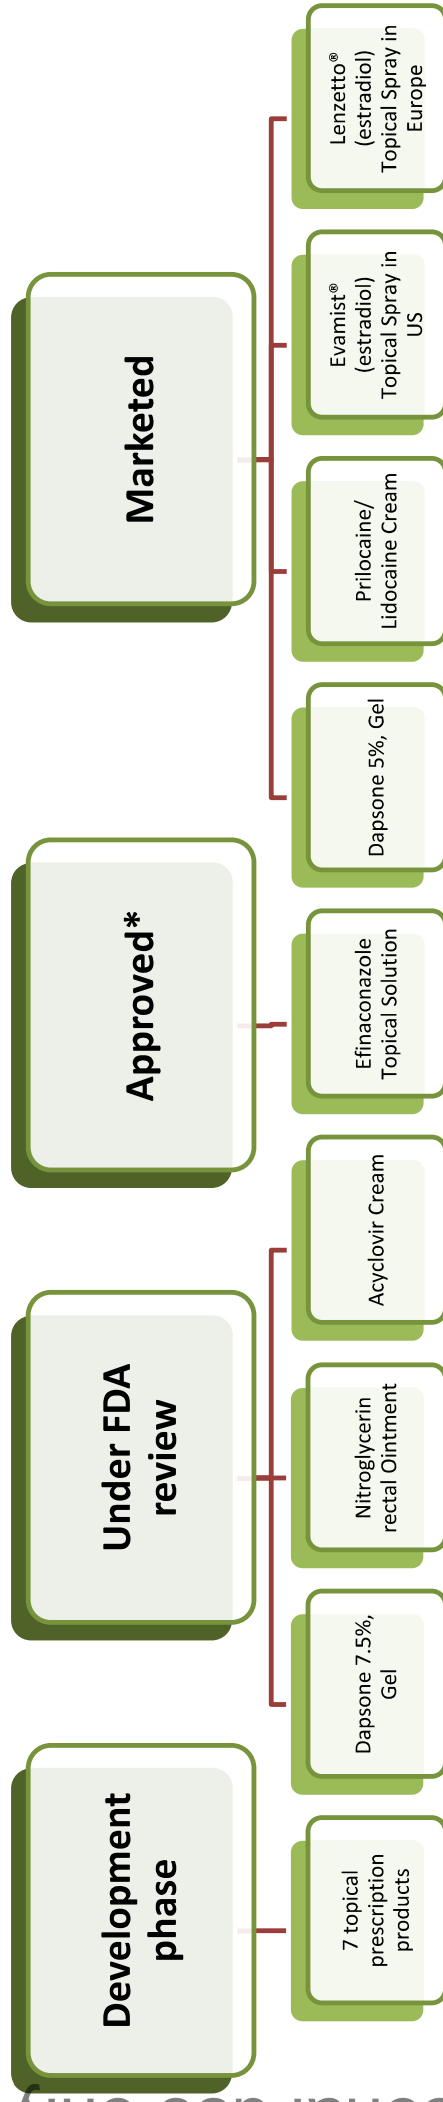 Development
phase
7 topical
prescription
products
Under FDA
review
Dapsone 7.5%,
Gel
Nitroglycerin
rectal Ointment
Acyclovir Cream
Approved*
Efinaconazole
Topical Solution
Marketed
Dapsone 5%, Gel
Prilocaine/
Lidocaine Cream
Evamist®
(estradiol)
Topical Spray in
US
Lenzetto®
(estradiol)
Topical Spray in
Europe